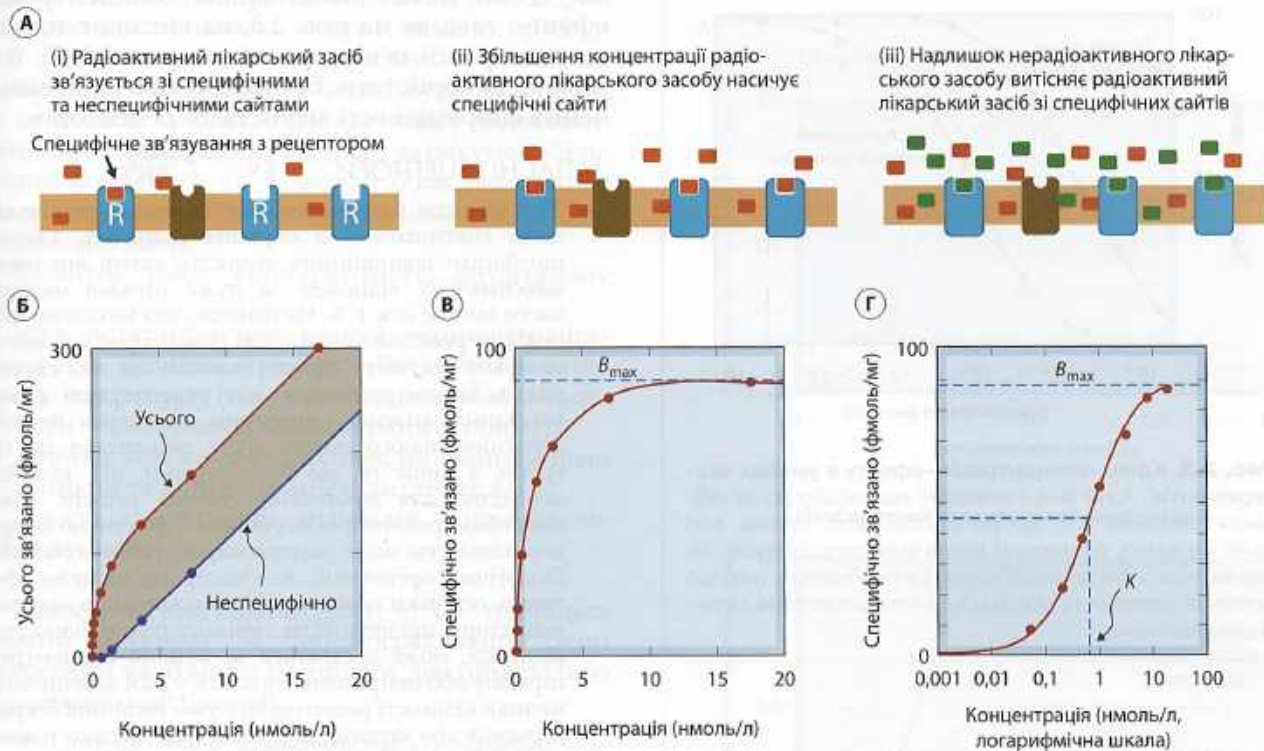 А
(i) Радіоактивний лікарський засіб
зв'язується зі специфічними
та неспецифічними сайтами
Специфічне зв'язування з рецептором
R
R
R
(ii) Збільшення концентрації радіо-
активного лікарського засобу насичує
специфічні сайти
(iii) Надлишок нерадіоактивного лікар-
ського засобу витісняє радіоактивний
лікарський засіб зі специфічних сайтів
Б
Усього зв'язано (фмоль/мг)
300
0
Усього
Неспецифічно
0 5 10 15 20
Концентрація (нмоль/л)
В
Специфічно зв'язано (фмоль/мг)
100
0
Bmax
0 5 10 15 20
Концентрація (нмоль/л)
Г
Специфічно зв'язано (фмоль/мг)
100
0
Bmax
K
0,001 0,01 0,1 1 10 100
Концентрація (нмоль/л,
логарифмічна шкала)